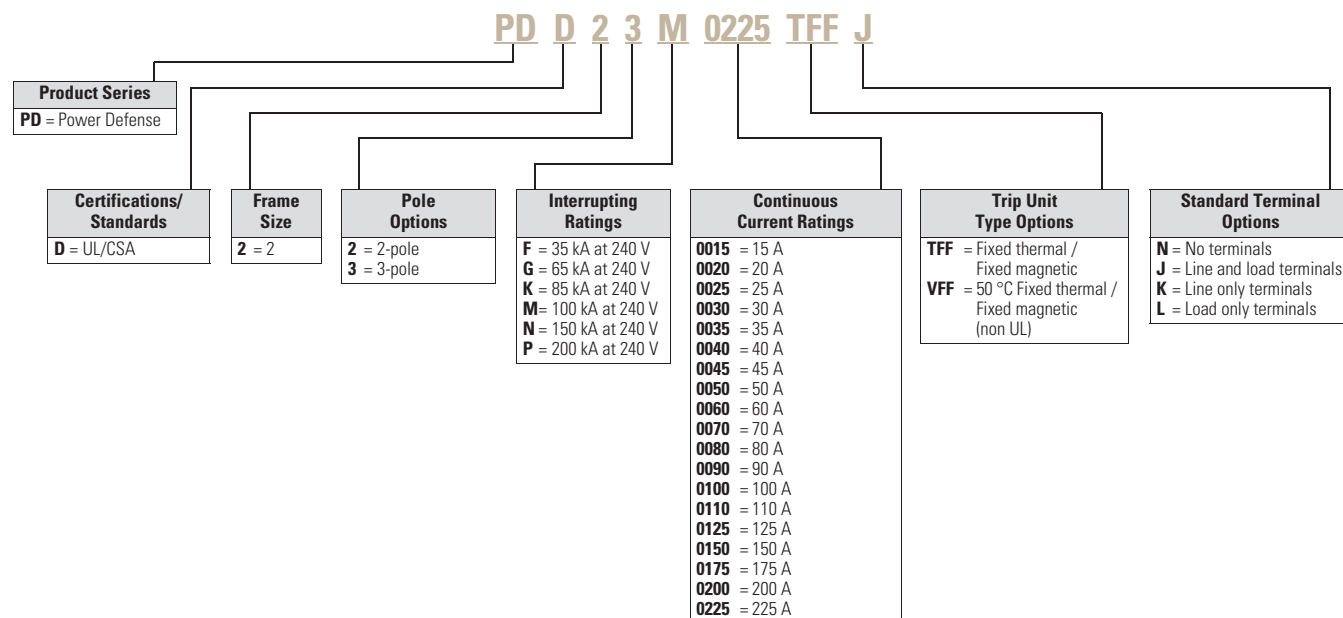 PD D 2 3 M 0225 TFF J
Product Series
PD = Power Defense
Certifications/
Standards
D = UL/CSA
Frame
Size
2 = 2
Pole
Options
2 = 2-pole
3 = 3-pole
Interrupting
Ratings
F = 35 kA at 240 V
G = 65 kA at 240 V
K = 85 kA at 240 V
M= 100 kA at 240 V
N = 150 kA at 240 V
P = 200 kA at 240 V
Continuous
Current Ratings
0015 = 15 A
0020 = 20 A
0025 = 25 A
0030 = 30 A
0035 = 35 A
0040 = 40 A
0045 = 45 A
0050 = 50 A
0060 = 60 A
0070 = 70 A
0080 = 80 A
0090 = 90 A
0100 = 100 A
0110 = 110 A
0125 = 125 A
0150 = 150 A
0175 = 175 A
0200 = 200 A
0225 = 225 A
Trip Unit
Type Options
TFF = Fixed thermal /
Fixed magnetic
VFF = 50 °C Fixed thermal /
Fixed magnetic
(non UL)
Standard Terminal
Options
N = No terminals
J = Line and load terminals
K = Line only terminals
L = Load only terminals